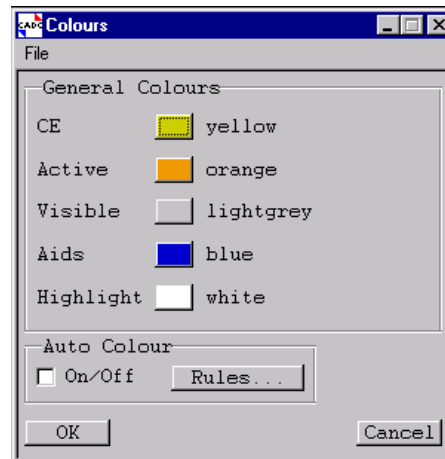 CADC Colours
File
General Colours
CE yellow
Active orange
Visible lightgrey
Aids blue
Highlight white
Auto Colour
On/Off Rules...
OK Cancel